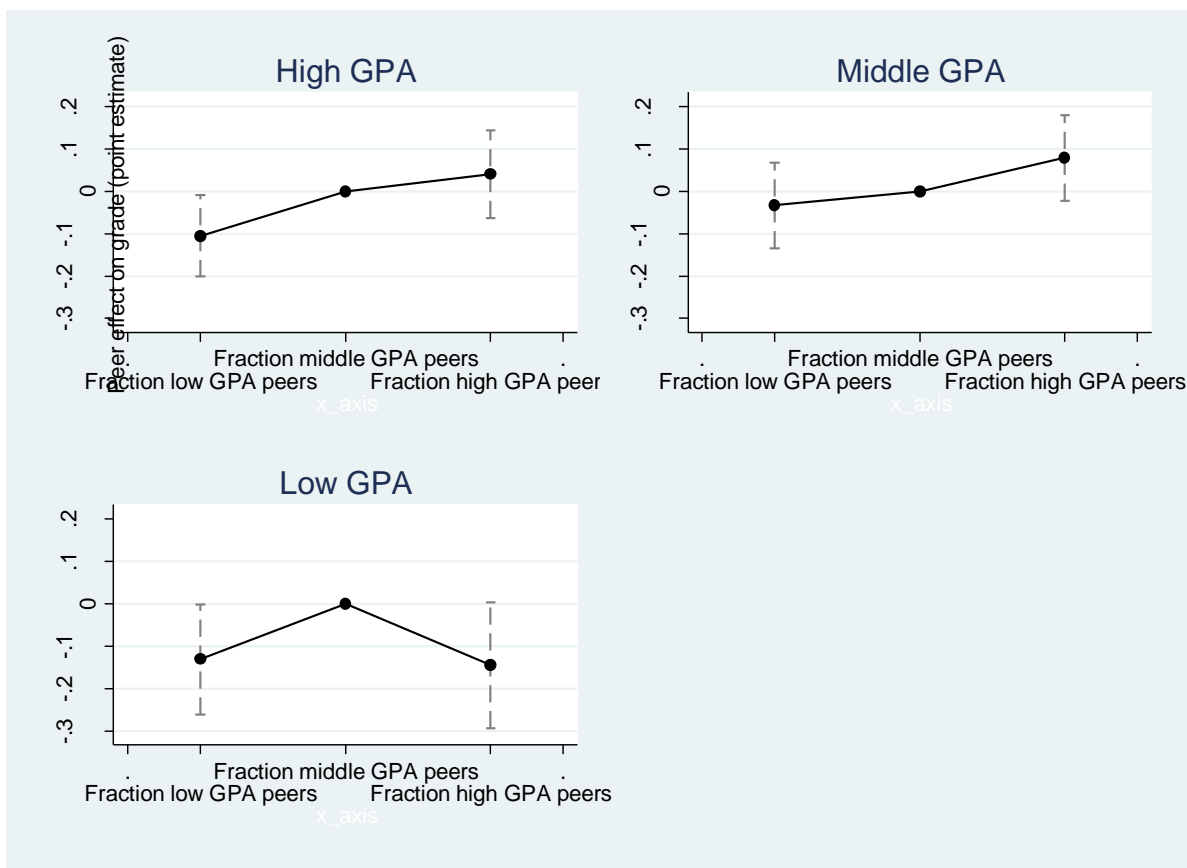 High GPA
Peer effect on grade (point estimate)
.2
.1
0
-.1
-.2
-.3
.
Fraction middle GPA peers
.
Fraction low GPA peers
Fraction high GPA peer
x_axis
Middle GPA
.2
.1
0
-.1
-.2
-.3
.
Fraction middle GPA peers
.
Fraction low GPA peers
Fraction high GPA peers
x_axis
Low GPA
.2
.1
0
-.1
-.2
-.3
.
Fraction middle GPA peers
.
Fraction low GPA peers
Fraction high GPA peers
x_axis